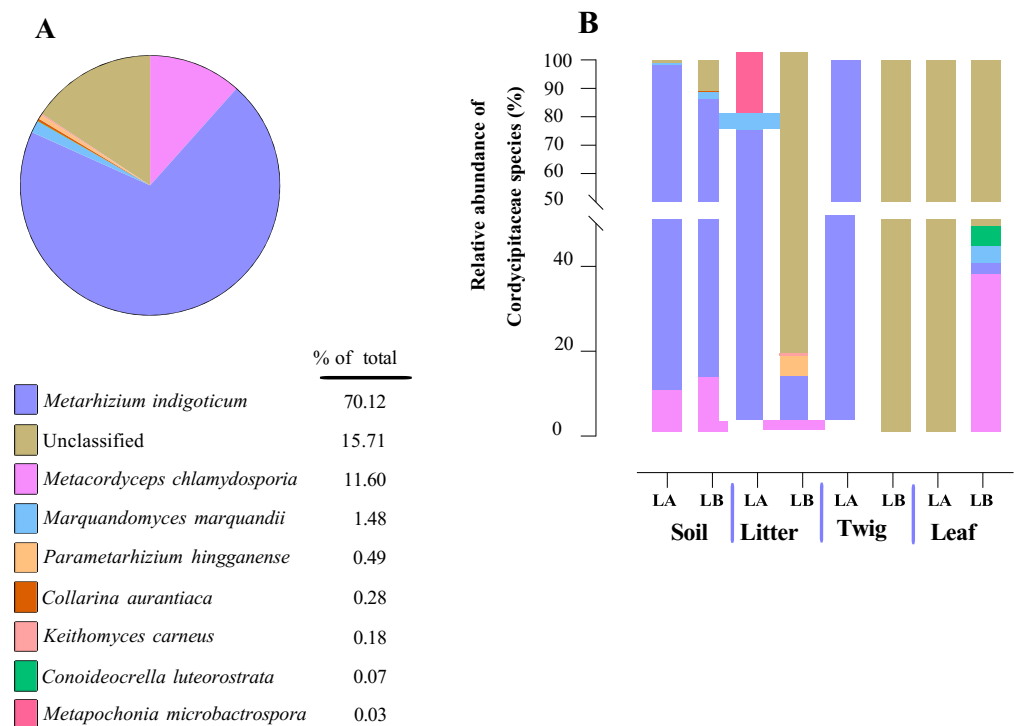 A
% of total
Metarhizium indigoticum 70.12
Unclassified 15.71
Metacordyceps chlamydosporia 11.60
Marquandomyces marquandii 1.48
Parametarhizium hingganense 0.49
Collarina aurantiaca 0.28
Keithomyces carneus 0.18
Conoideocrella luteorostrata 0.07
Metapochonia microbactrospora 0.03
B
Relative abundance of
Cordycipitaceae species (%)
100
90
80
70
60
50
40
20
0
LA LB LA LB LA LB LA LB
Soil Litter Twig Leaf